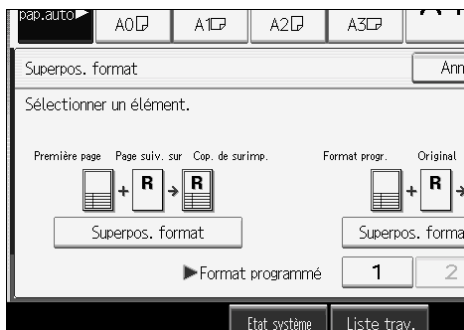 pap.auto▶ A0 A1 A2 A3
Superpos. format Ann
Sélectionner un élément.
Première page Page suiv. sur Cop. de surimp. Format progr. Original
R R R
Superpos. format Superpos. forma
▶Format programmé 1 2
Etat système Liste trav.